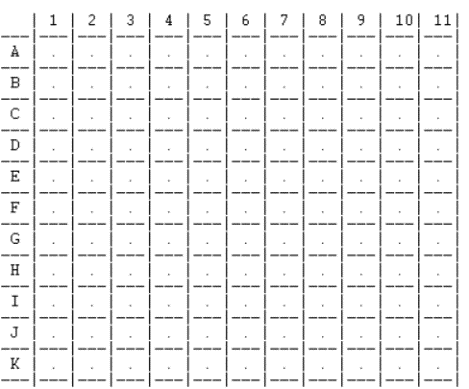 | 1 | 2 | 3 | 4 | 5 | 6 | 7 | 8 | 9 | 10| 11|
A | . | . | . | . | . | . | . | . | . | . | . |
B | . | . | . | . | . | . | . | . | . | . | . |
C | . | . | . | . | . | . | . | . | . | . | . |
D | . | . | . | . | . | . | . | . | . | . | . |
E | . | . | . | . | . | . | . | . | . | . | . |
F | . | . | . | . | . | . | . | . | . | . | . |
G | . | . | . | . | . | . | . | . | . | . | . |
H | . | . | . | . | . | . | . | . | . | . | . |
I | . | . | . | . | . | . | . | . | . | . | . |
J | . | . | . | . | . | . | . | . | . | . | . |
K | . | . | . | . | . | . | . | . | . | . | . |